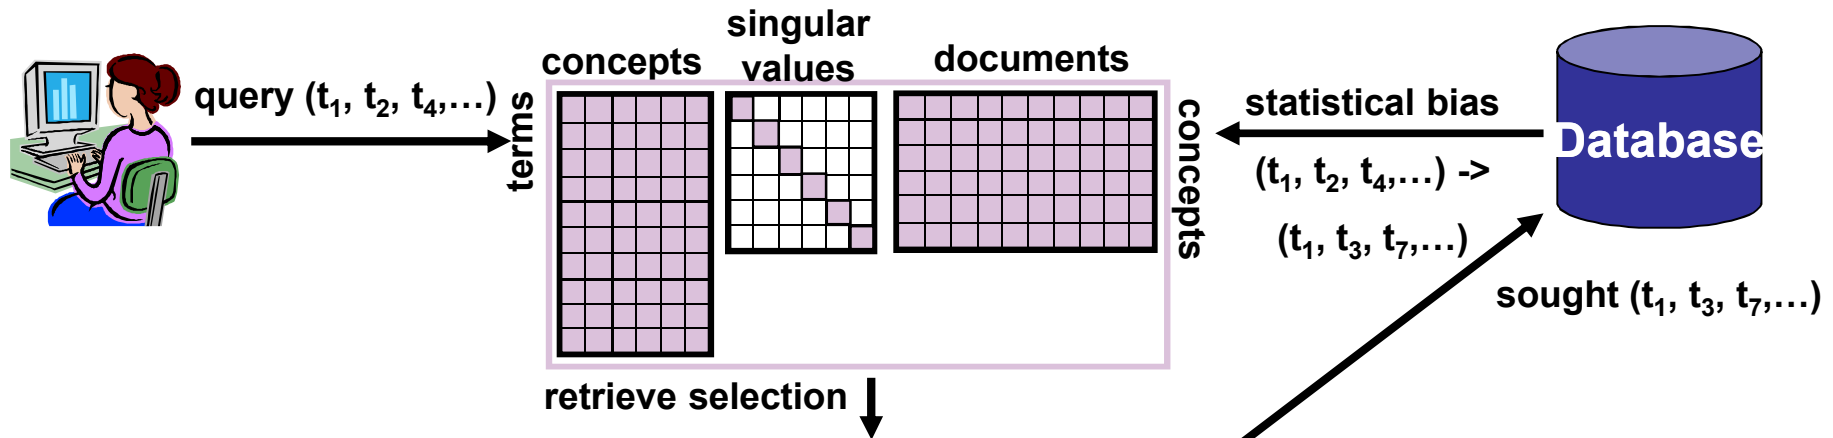 query (t₁, t₂, t₄,…)
terms
concepts
singular
values
documents
concepts
statistical bias
(t₁, t₂, t₄,…) ->
(t₁, t₃, t₇,…)
Database
sought (t₁, t₃, t₇,…)
retrieve selection